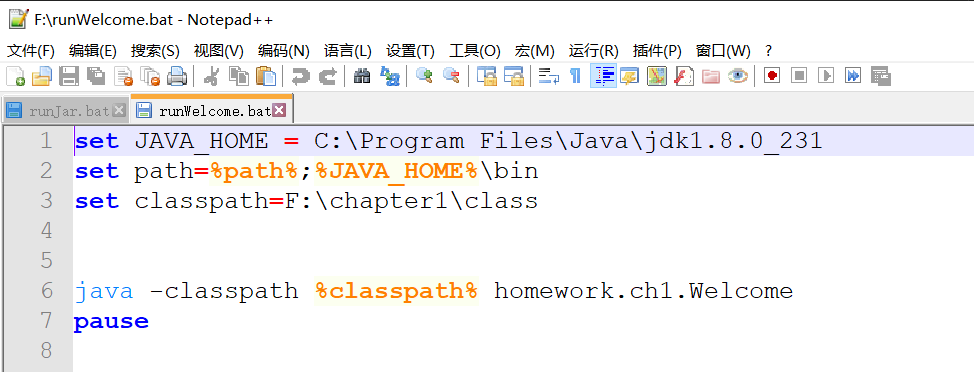 F:\runWelcome.bat - Notepad++
文件(F) 编辑(E) 搜索(S) 视图(V) 编码(N) 语言(L) 设置(T) 工具(O) 宏(M) 运行(R) 插件(P) 窗口(W) ?
runJar.bat runWelcome.bat
1 set JAVA_HOME = C:\Program Files\Java\jdk1.8.0_231
2 set path=%path%;%JAVA_HOME%\bin
3 set classpath=F:\chapter1\class
4
5
6 java -classpath %classpath% homework.ch1.Welcome
7 pause
8